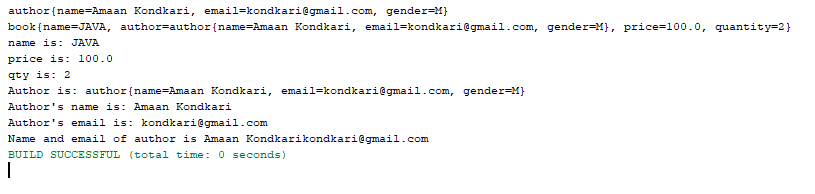 author{name=Amaan Kondkari, email=kondkari@gmail.com, gender=M}
book{name=JAVA, author=author{name=Amaan Kondkari, email=kondkari@gmail.com, gender=M}, price=100.0, quantity=2}
name is: JAVA
price is: 100.0
qty is: 2
Author is: author{name=Amaan Kondkari, email=kondkari@gmail.com, gender=M}
Author's name is: Amaan Kondkari
Author's email is: kondkari@gmail.com
Name and email of author is Amaan Kondkarikondkari@gmail.com
BUILD SUCCESSFUL (total time: 0 seconds)